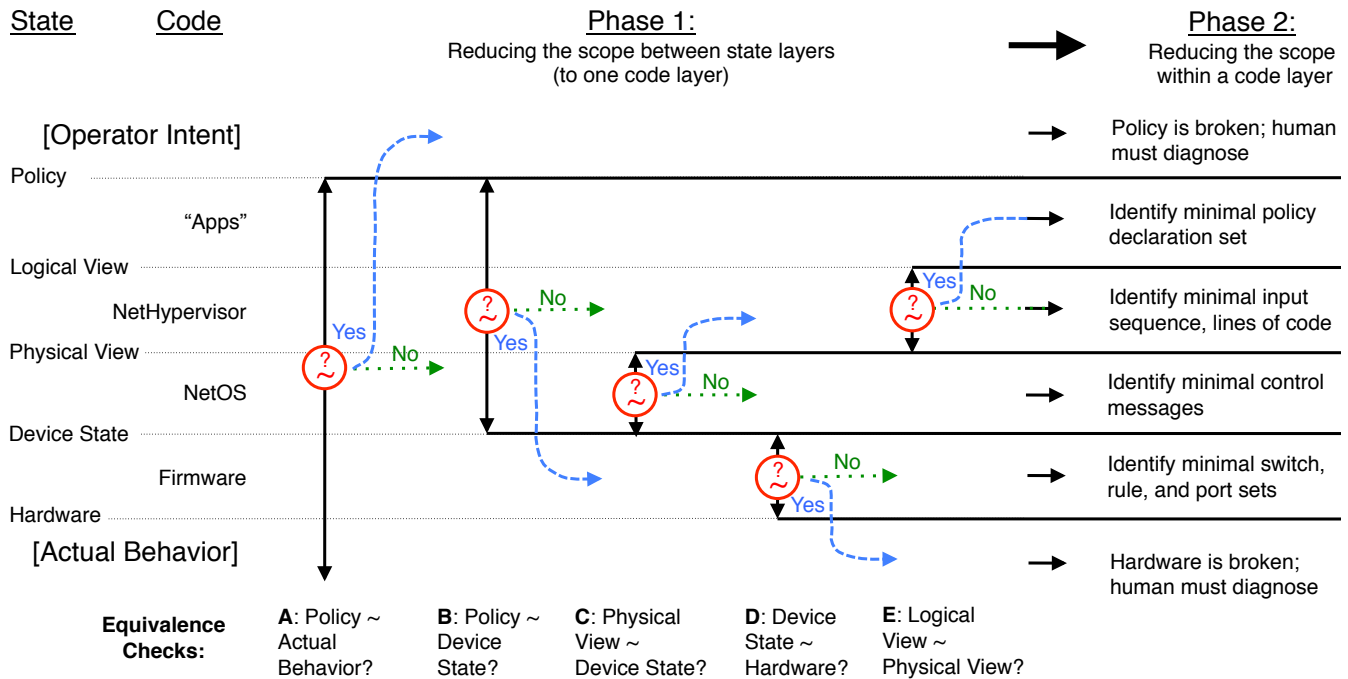 State
Code
Phase 1:
Reducing the scope between state layers
(to one code layer)
Phase 2:
Reducing the scope
within a code layer
[Operator Intent]
Policy is broken; human
must diagnose
Policy
“Apps”
Identify minimal policy
declaration set
Logical View
Yes
No
?
~
No
?
~
NetHypervisor
Identify minimal input
sequence, lines of code
Yes
Yes
Physical View
?
~
No
Yes
?
~
No
NetOS
Identify minimal control
messages
Device State
?
~
No
Firmware
Identify minimal switch,
rule, and port sets
Yes
Hardware
[Actual Behavior]
Hardware is broken;
human must diagnose
Equivalence
Checks:
A: Policy ~
Actual
Behavior?
B: Policy ~
Device
State?
C: Physical
View ~
Device State?
D: Device
State ~
Hardware?
E: Logical
View ~
Physical View?